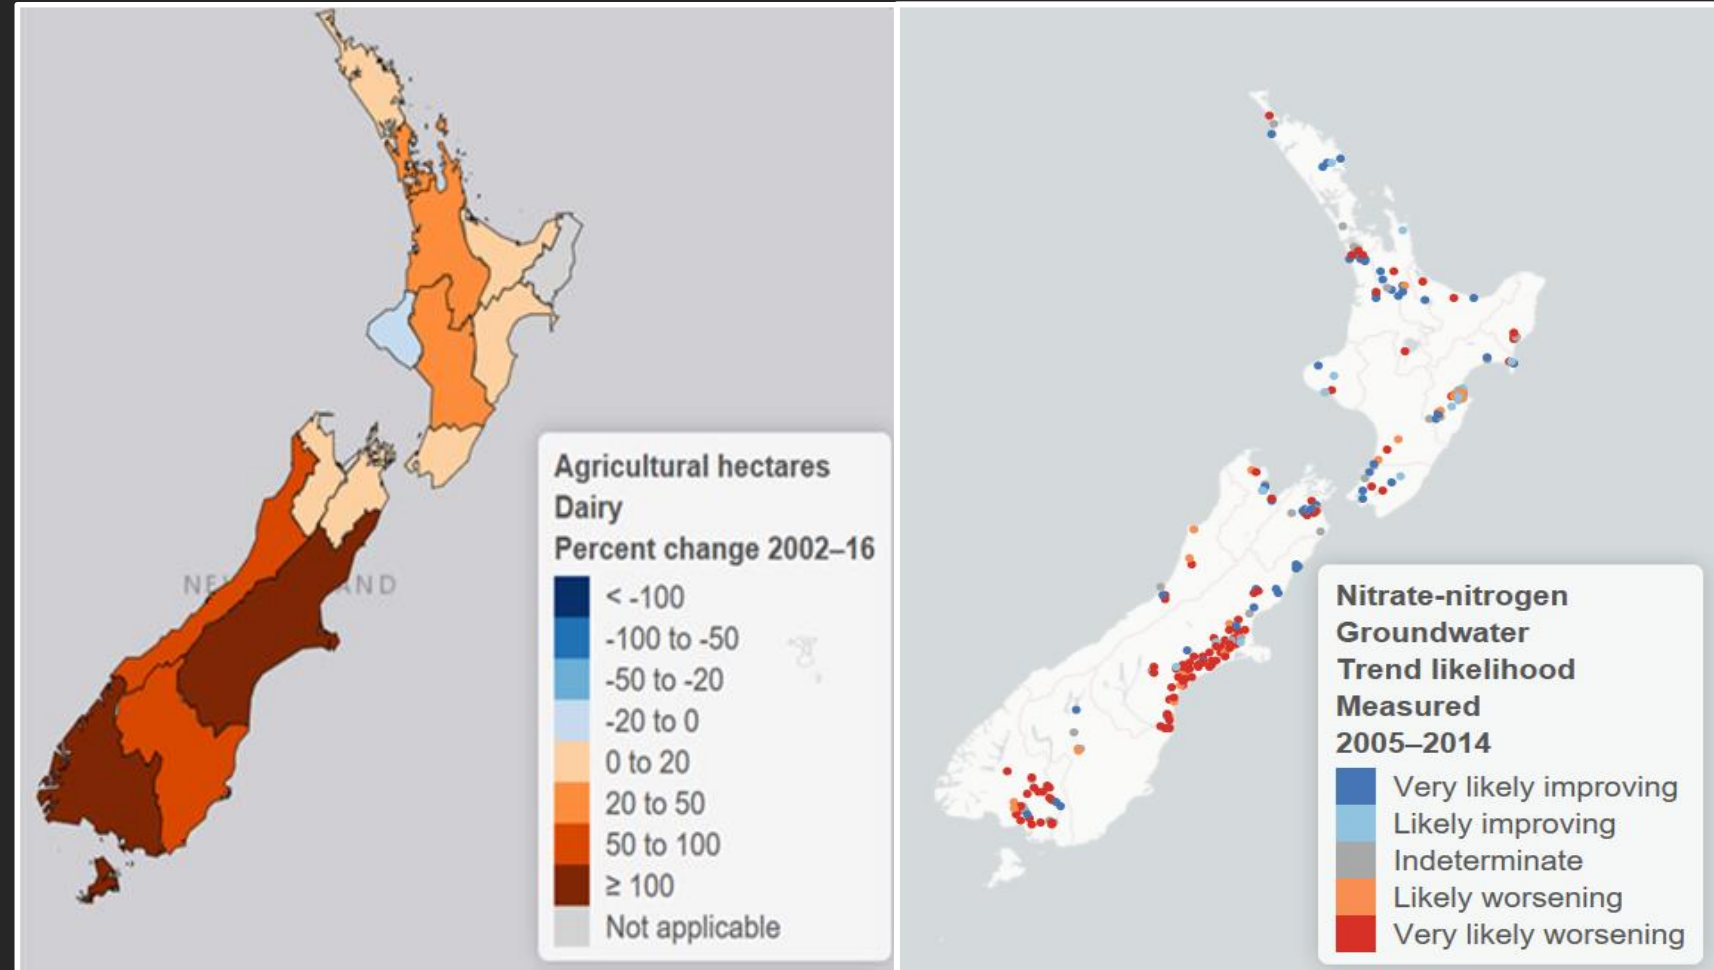 NEW ZEALAND
Agricultural hectares
Dairy
Percent change 2002–16
< -100
-100 to -50
-50 to -20
-20 to 0
0 to 20
20 to 50
50 to 100
≥ 100
Not applicable
Nitrate-nitrogen
Groundwater
Trend likelihood
Measured
2005–2014
Very likely improving
Likely improving
Indeterminate
Likely worsening
Very likely worsening